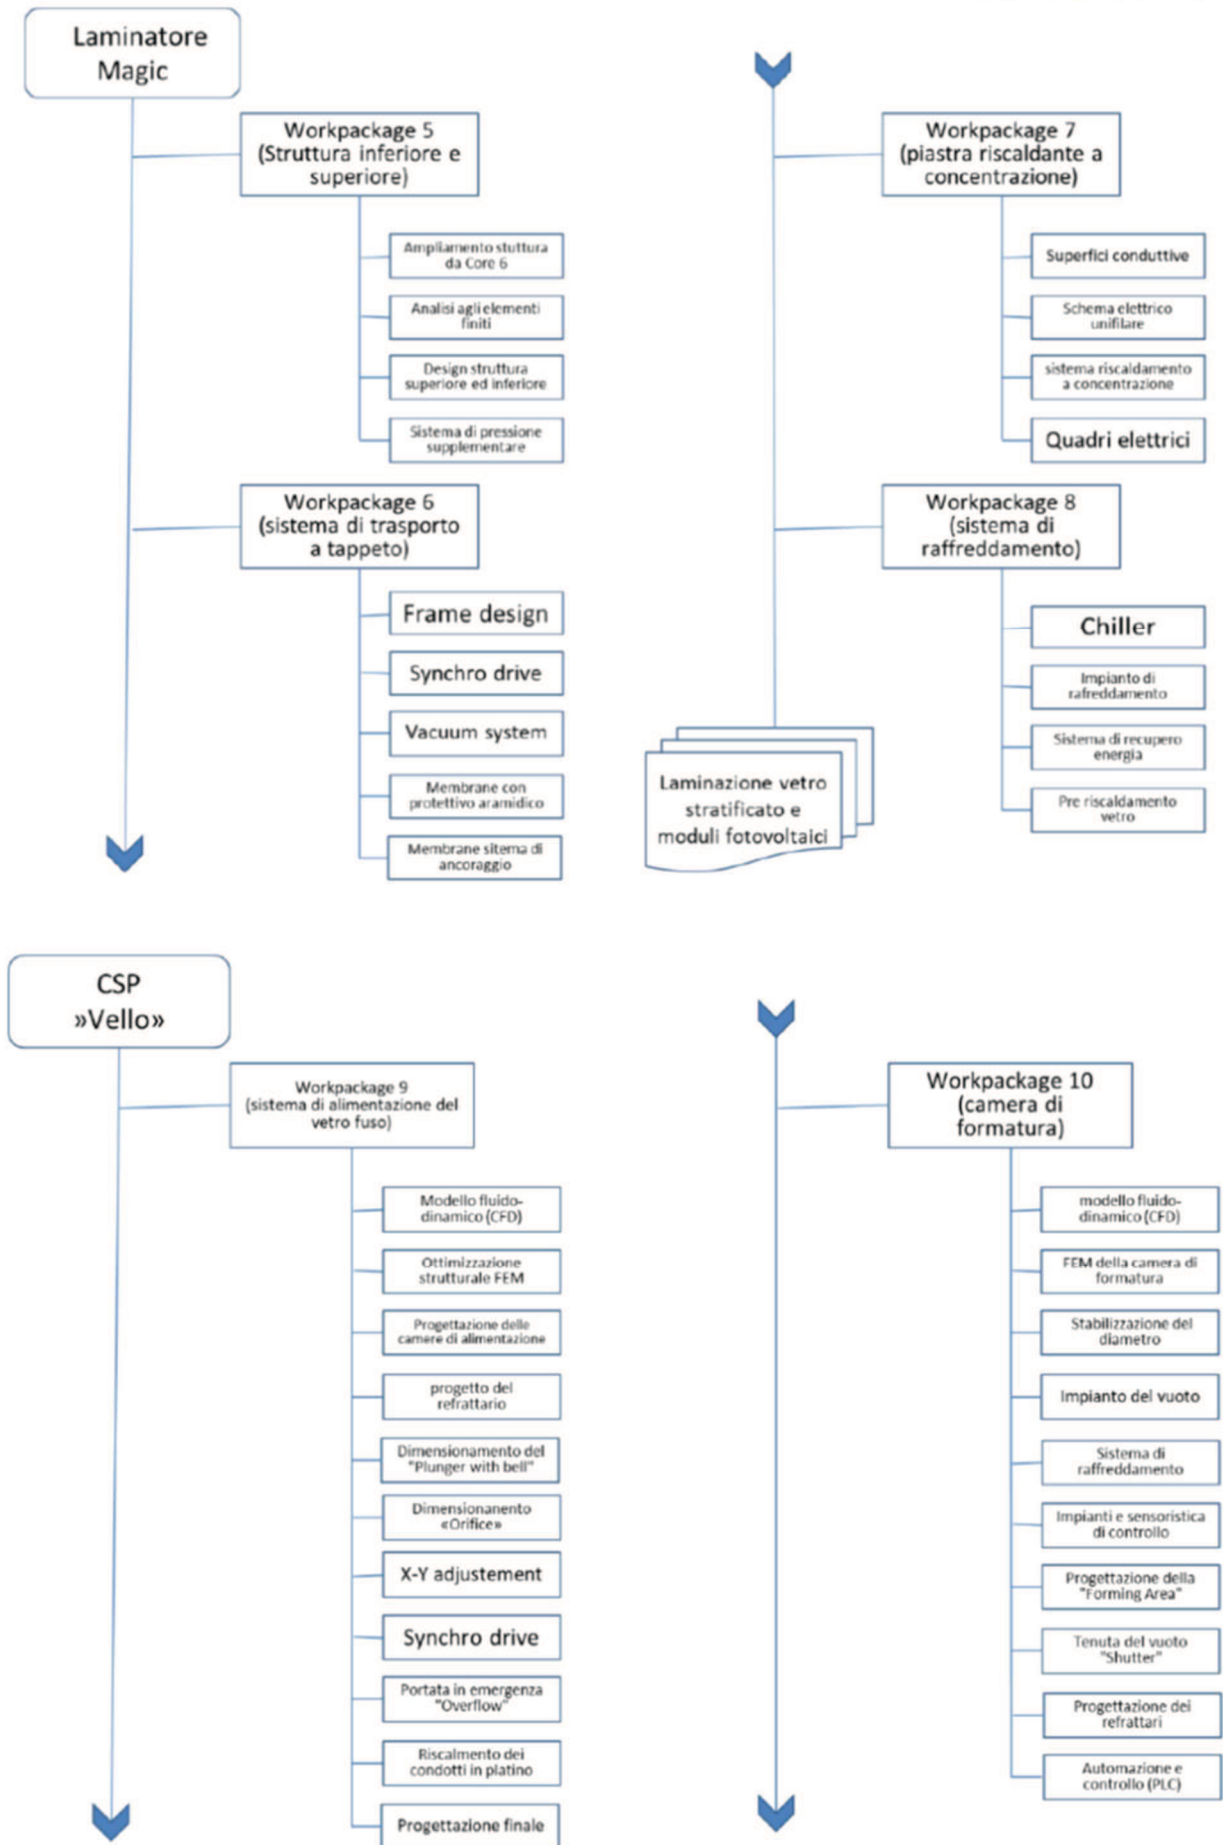 Laminatore
Magic
Workpackage 5
(Struttura inferiore e
superiore)
Ampliamento stuttura
da Core 6
Analisi agli elementi
finiti
Design struttura
superiore ed inferiore
Sistema di pressione
supplementare
Workpackage 6
(sistema di trasporto
a tappeto)
Frame design
Synchro drive
Vacuum system
Membrane con
protettivo aramidico
Membrane sitema di
ancoraggio
Workpackage 7
(piastra riscaldante a
concentrazione)
Superfici conduttive
Schema elettrico
unifilare
sistema riscaldamento
a concentrazione
Quadri elettrici
Workpackage 8
(sistema di
raffreddamento)
Chiller
Impianto di
rafreddamento
Sistema di recupero
energia
Pre riscaldamento
vetro
Laminazione vetro
stratificato e
moduli fotovoltaici
CSP
»Vello»
Workpackage 9
(sistema di alimentazione del
vetro fuso)
Modello fluido-
dinamico (CFD)
Ottimizzazione
strutturale FEM
Progettazione delle
camere di alimentazione
progetto del
refrattario
Dimensionamento del
"Plunger with bell"
Dimensionanento
«Orifice»
X-Y adjustement
Synchro drive
Portata in emergenza
"Overflow"
Riscalmento dei
condotti in platino
Progettazione finale
Workpackage 10
(camera di
formatura)
modello fluido-
dinamico (CFD)
FEM della camera di
formatura
Stabilizzazione del
diametro
Impianto del vuoto
Sistema di
raffreddamento
Impianti e sensoristica
di controllo
Progettazione della
"Forming Area"
Tenuta del vuoto
"Shutter"
Progettazione dei
refrattari
Automazione e
controllo (PLC)